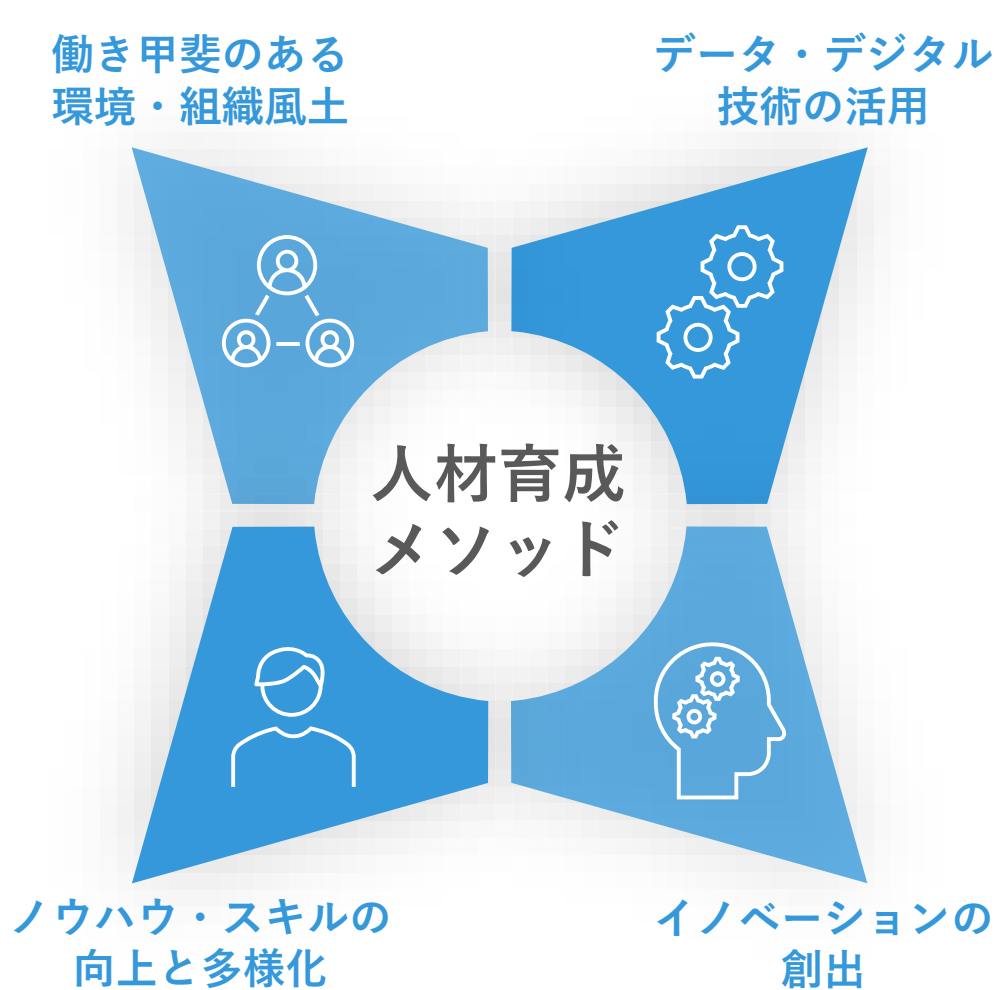 働き甲斐のある
環境・組織風土
データ・デジタル
技術の活用
人材育成
メソッド
ノウハウ・スキルの
向上と多様化
イノベーションの
創出